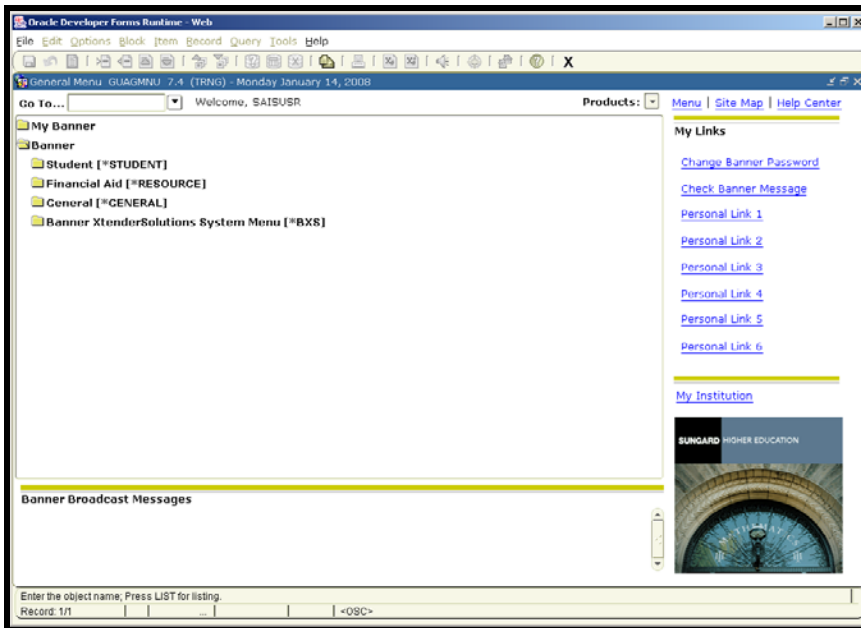 Oracle Developer Forms Runtime - Web
File Edit Options Block Item Record Query Tools Help
X
General Menu GUAGMNU 7.4 (TRNG) - Monday January 14, 2008
Go To... Welcome, SAISUSR Products: Menu | Site Map | Help Center
My Banner
Banner
Student [*STUDENT]
Financial Aid [*RESOURCE]
General [*GENERAL]
Banner XtenderSolutions System Menu [*BXS]
My Links
Change Banner Password
Check Banner Message
Personal Link 1
Personal Link 2
Personal Link 3
Personal Link 4
Personal Link 5
Personal Link 6
My Institution
SUNGARD HIGHER EDUCATION
MATHEMATICS
Banner Broadcast Messages
Enter the object name; Press LIST for listing.
Record: 1/1 ... <OSC>